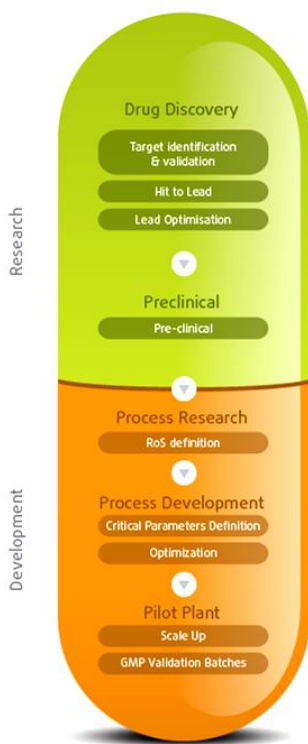 Drug Discovery
Target identification
& validation
Hit to Lead
Lead Optimisation
Research
Preclinical
Pre-clinical
Process Research
RoS definition
Process Development
Critical Parameters Definition
Optimization
Development
Pilot Plant
Scale Up
GMP Validation Batches